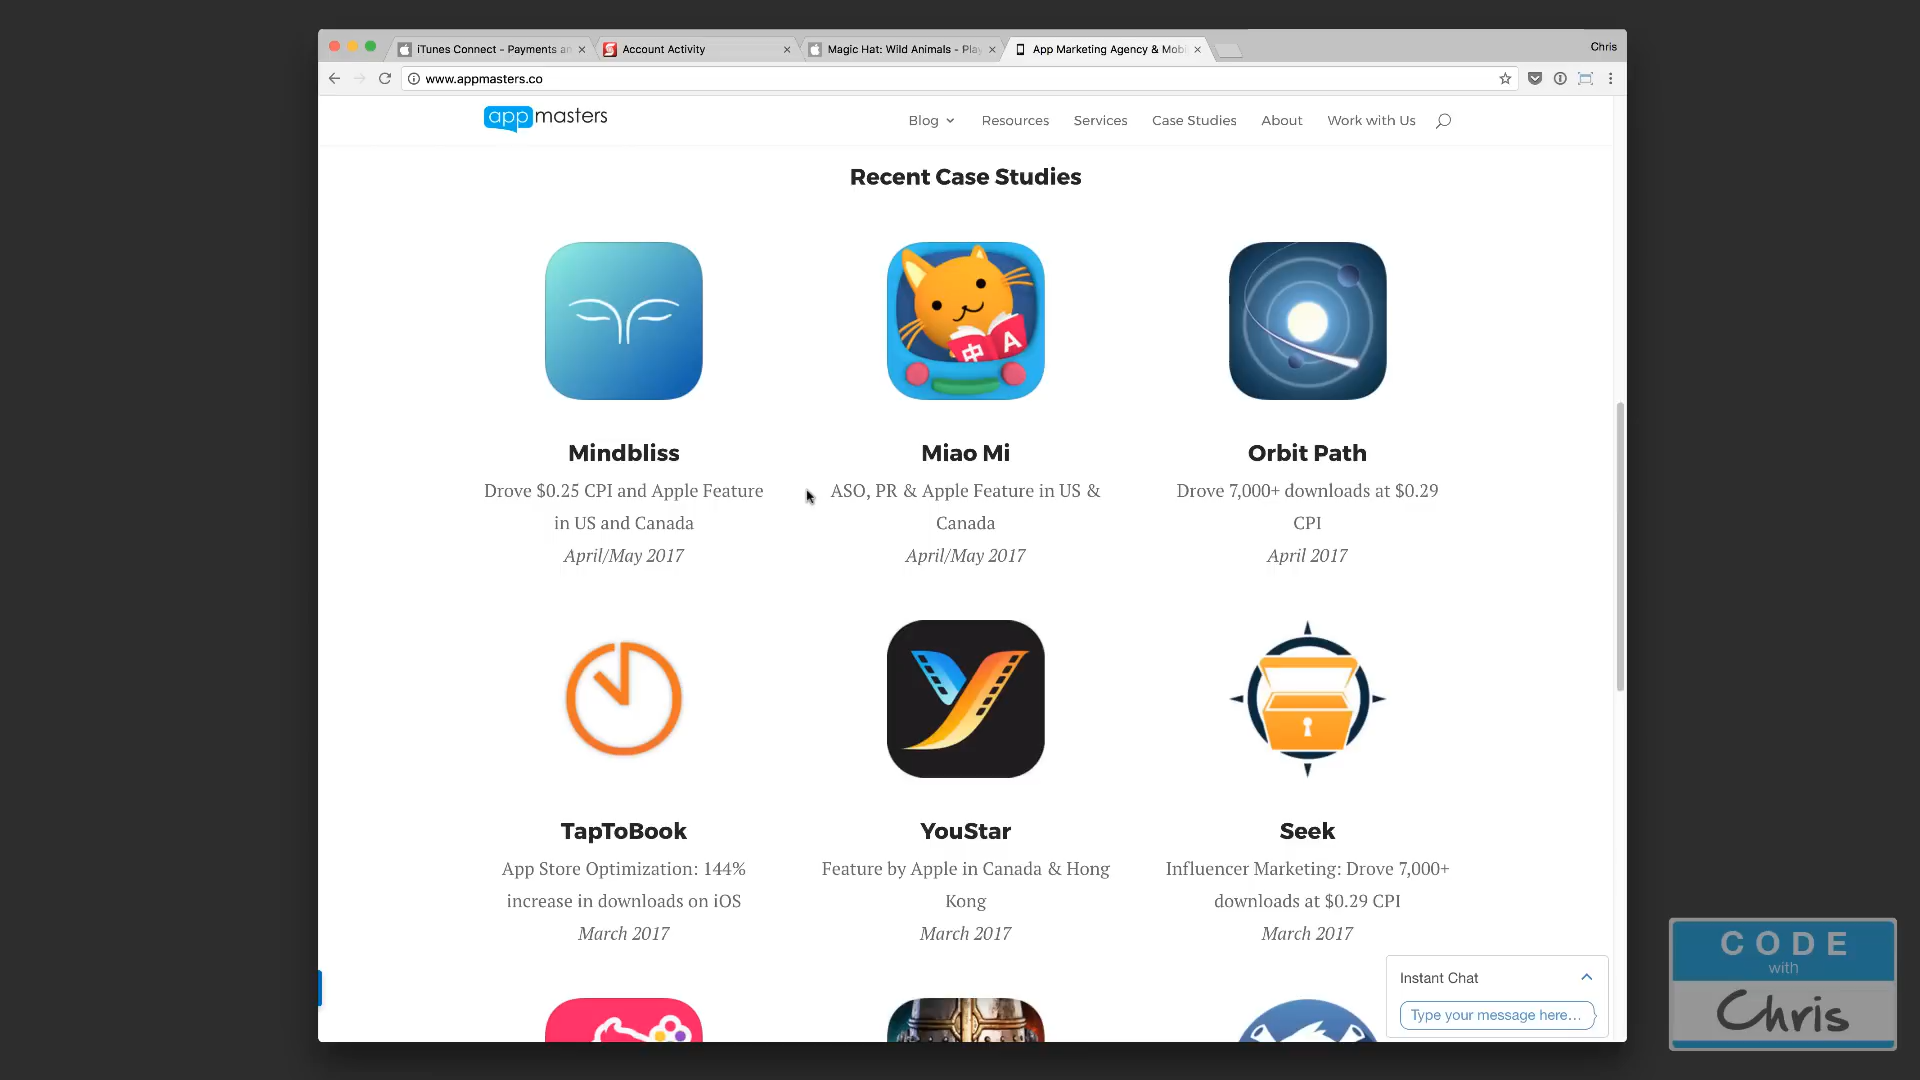 iTunes Connect - Payments an
Account Activity
Magic Hat: Wild Animals - Play
App Marketing Agency & Mobi
Chris
www.appmasters.co
appmasters
Blog
Resources
Services
Case Studies
About
Work with Us
Recent Case Studies
中 A
Mindbliss
Drove $0.25 CPI and Apple Feature
in US and Canada
April/May 2017
Miao Mi
ASO, PR & Apple Feature in US &
Canada
April/May 2017
Orbit Path
Drove 7,000+ downloads at $0.29
CPI
April 2017
TapToBook
App Store Optimization: 144%
increase in downloads on iOS
March 2017
YouStar
Feature by Apple in Canada & Hong
Kong
March 2017
Seek
Influencer Marketing: Drove 7,000+
downloads at $0.29 CPI
March 2017
Instant Chat
Type your message here...
CODE
with
Chris